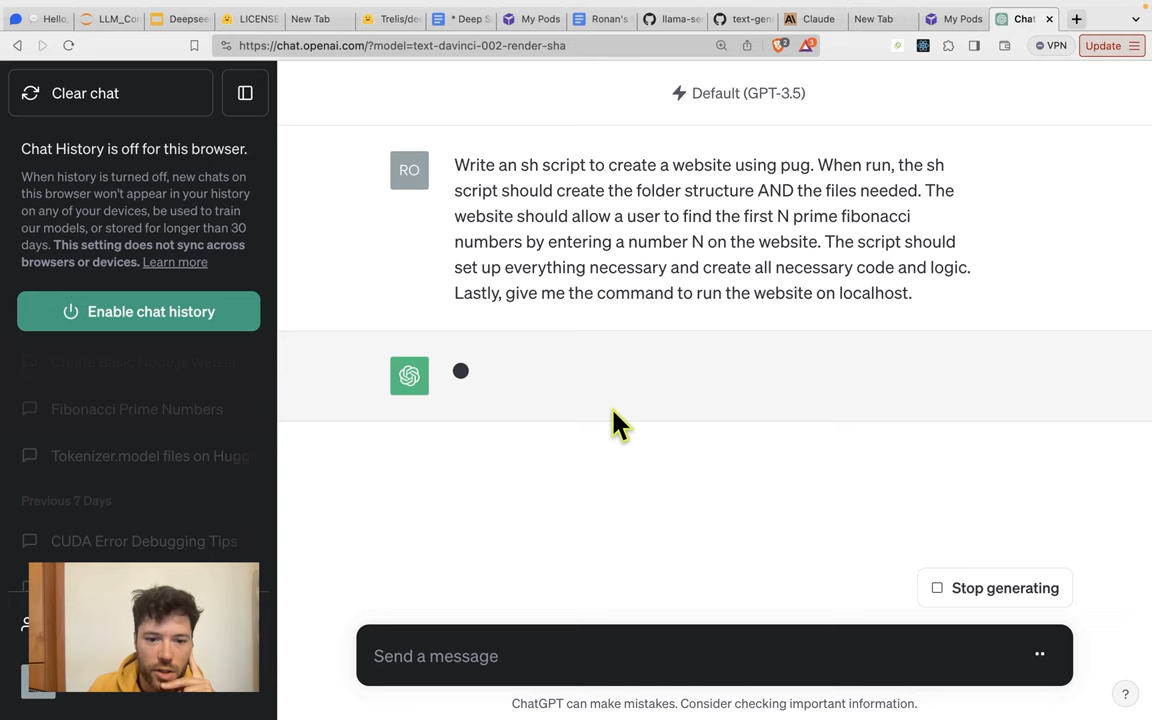 Hello,
LLM_Co
Deepsee
LICENSE
New Tab
Trelis/de
* Deep S
My Pods
Ronan's
llama-se
text-gen
Claude
New Tab
My Pods
Chat
https://chat.openai.com/?model=text-davinci-002-render-sha
2
3
VPN
Update
Clear chat
Default (GPT-3.5)
Chat History is off for this browser.
When history is turned off, new chats on
this browser won't appear in your history
on any of your devices, be used to train
our models, or stored for longer than 30
days. This setting does not sync across
browsers or devices. Learn more
Enable chat history
Create Basic Node.js Websit
Fibonacci Prime Numbers
Tokenizer.model files on Hugg
Previous 7 Days
CUDA Error Debugging Tips
RO
Write an sh script to create a website using pug. When run, the sh
script should create the folder structure AND the files needed. The
website should allow a user to find the first N prime fibonacci
numbers by entering a number N on the website. The script should
set up everything necessary and create all necessary code and logic.
Lastly, give me the command to run the website on localhost.
Stop generating
Send a message
ChatGPT can make mistakes. Consider checking important information.
?